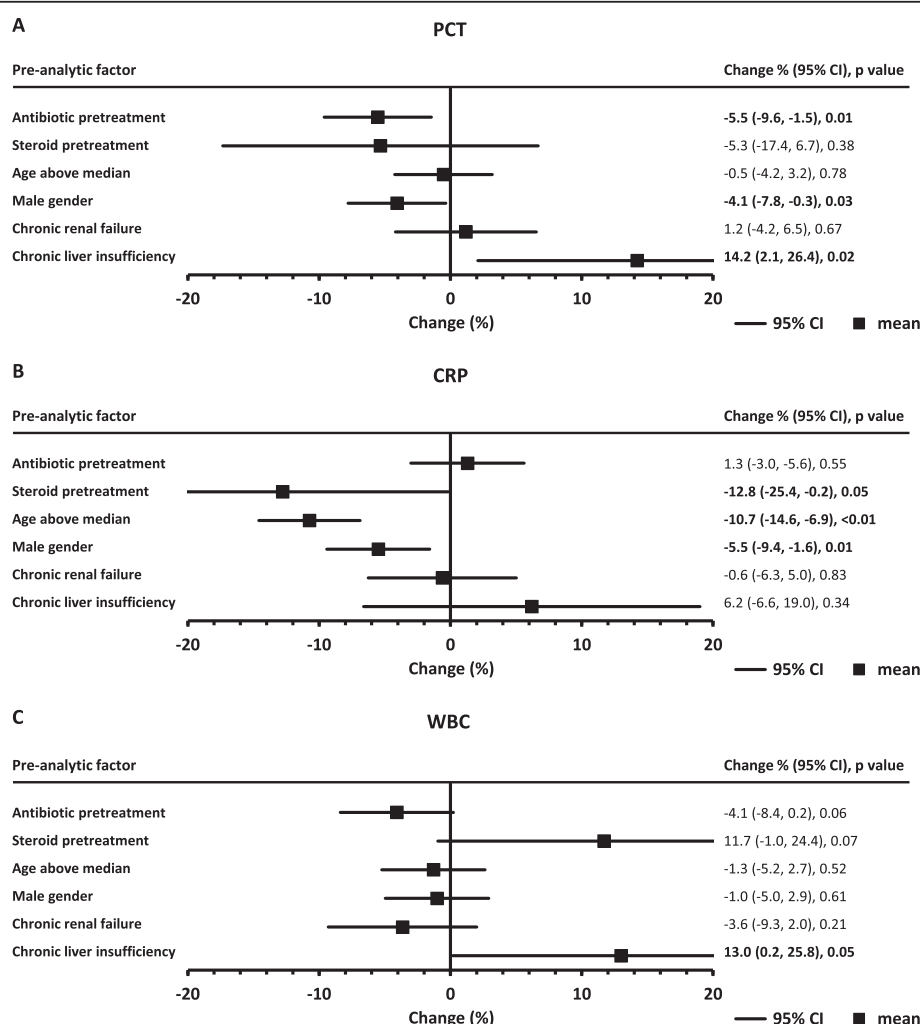 A
PCT
Pre-analytic factor Change % (95% CI), p value
Antibiotic pretreatment -5.5 (-9.6, -1.5), 0.01
Steroid pretreatment -5.3 (-17.4, 6.7), 0.38
Age above median -0.5 (-4.2, 3.2), 0.78
Male gender -4.1 (-7.8, -0.3), 0.03
Chronic renal failure 1.2 (-4.2, 6.5), 0.67
Chronic liver insufficiency 14.2 (2.1, 26.4), 0.02
-20 -10 0 10 20
Change (%)
95% CI mean
B
CRP
Pre-analytic factor Change % (95% CI), p value
Antibiotic pretreatment 1.3 (-3.0, -5.6), 0.55
Steroid pretreatment -12.8 (-25.4, -0.2), 0.05
Age above median -10.7 (-14.6, -6.9), <0.01
Male gender -5.5 (-9.4, -1.6), 0.01
Chronic renal failure -0.6 (-6.3, 5.0), 0.83
Chronic liver insufficiency 6.2 (-6.6, 19.0), 0.34
-20 -10 0 10 20
Change (%)
95% CI mean
C
WBC
Pre-analytic factor Change % (95% CI), p value
Antibiotic pretreatment -4.1 (-8.4, 0.2), 0.06
Steroid pretreatment 11.7 (-1.0, 24.4), 0.07
Age above median -1.3 (-5.2, 2.7), 0.52
Male gender -1.0 (-5.0, 2.9), 0.61
Chronic renal failure -3.6 (-9.3, 2.0), 0.21
Chronic liver insufficiency 13.0 (0.2, 25.8), 0.05
-20 -10 0 10 20
Change (%)
95% CI mean